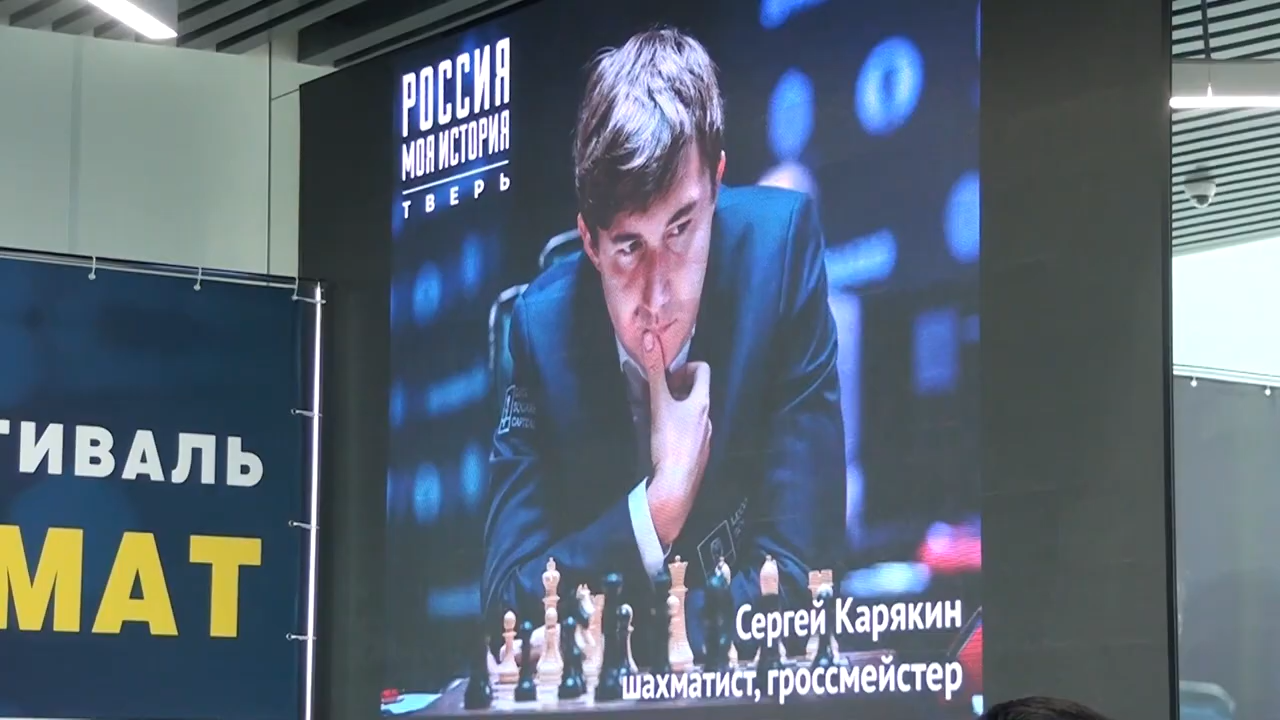 РОССИЯ
МОЯ ИСТОРИЯ
ТВЕРЬ
ТИВАЛЬ
МАТ
Сергей Карякин
шахматист, гроссмейстер